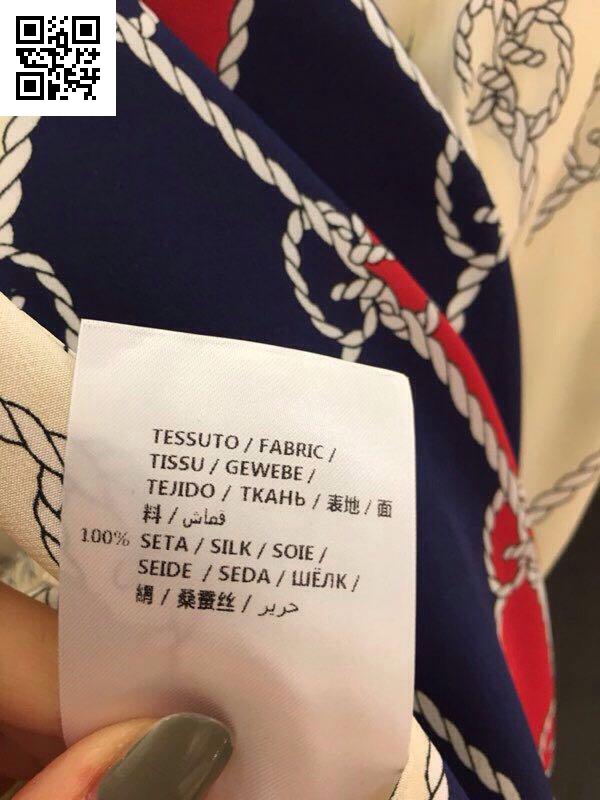 TESSUTO / FABRIC /
TISSU / GEWEBE /
TEJIDO / ТКАНЬ / 表地 / 面
料 / قماش
100% SETA / SILK / SOIE /
SEIDE / SEDA / ШЁЛК /
絹 / 桑蚕丝 / حرير